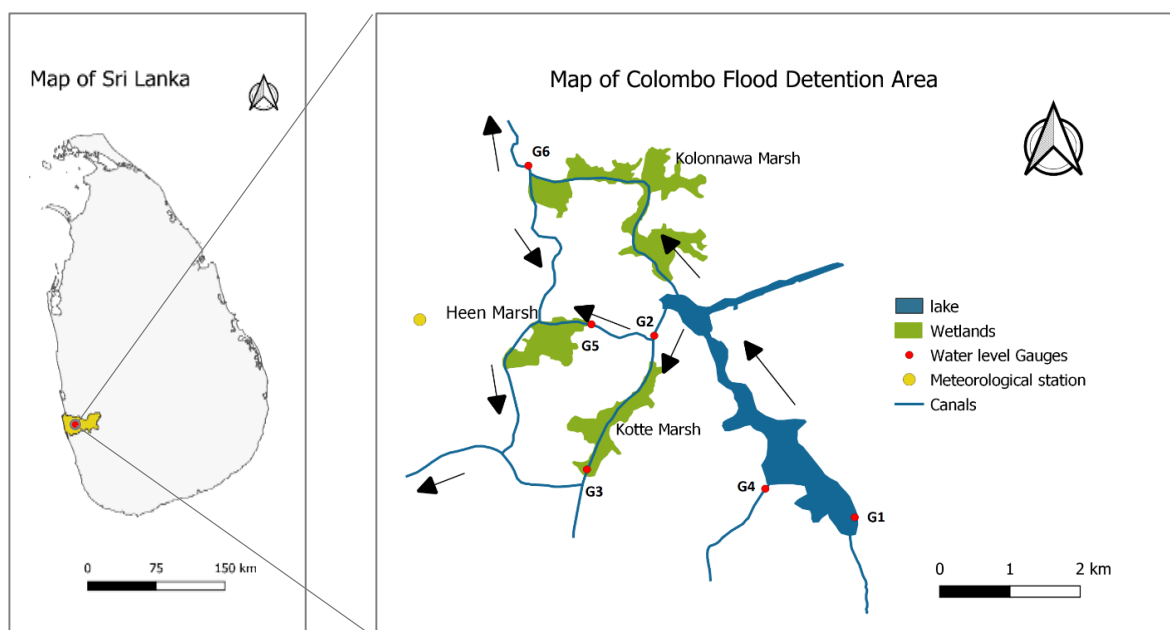 Map of Sri Lanka
0 75 150 km
Map of Colombo Flood Detention Area
G6
Kolonnawa Marsh
Heen Marsh
G2
G5
Kotte Marsh
G3
G4
G1
lake
Wetlands
Water level Gauges
Meteorological station
Canals
0 1 2 km